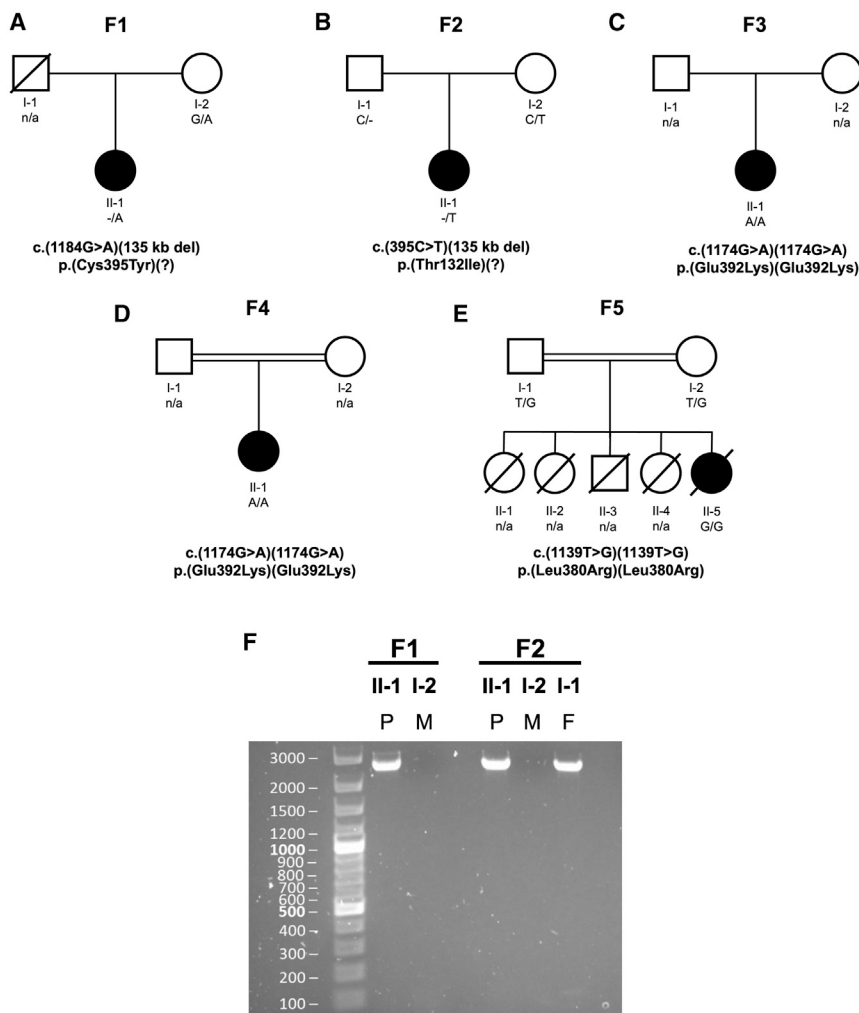 A
F1
I-1
n/a
I-2
G/A
II-1
-/A
c.(1184G>A)(135 kb del)
p.(Cys395Tyr)(?)
B
F2
I-1
C/-
I-2
C/T
II-1
-/T
c.(395C>T)(135 kb del)
p.(Thr132Ile)(?)
C
F3
I-1
n/a
I-2
n/a
II-1
A/A
c.(1174G>A)(1174G>A)
p.(Glu392Lys)(Glu392Lys)
D
F4
I-1
n/a
I-2
n/a
II-1
A/A
c.(1174G>A)(1174G>A)
p.(Glu392Lys)(Glu392Lys)
E
F5
I-1
T/G
I-2
T/G
II-1
n/a
II-2
n/a
II-3
n/a
II-4
n/a
II-5
G/G
c.(1139T>G)(1139T>G)
p.(Leu380Arg)(Leu380Arg)
F
F1 F2
II-1 I-2 II-1 I-2 I-1
P M P M F
3000
2000
1500
1200
1000
900
800
700
600
500
400
300
200
100